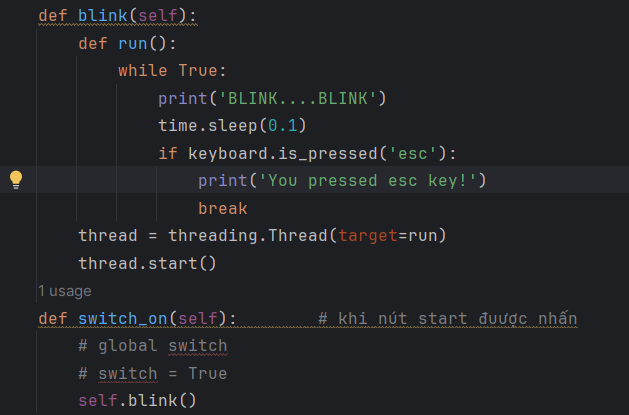 def blink(self):
    def run():
        while True:
            print('BLINK....BLINK')
            time.sleep(0.1)
            if keyboard.is_pressed('esc'):
                print('You pressed esc key!')
                break
    thread = threading.Thread(target=run)
    thread.start()
1 usage
def switch_on(self):        # khi nút start đuược nhấn
    # global switch
    # switch = True
    self.blink()